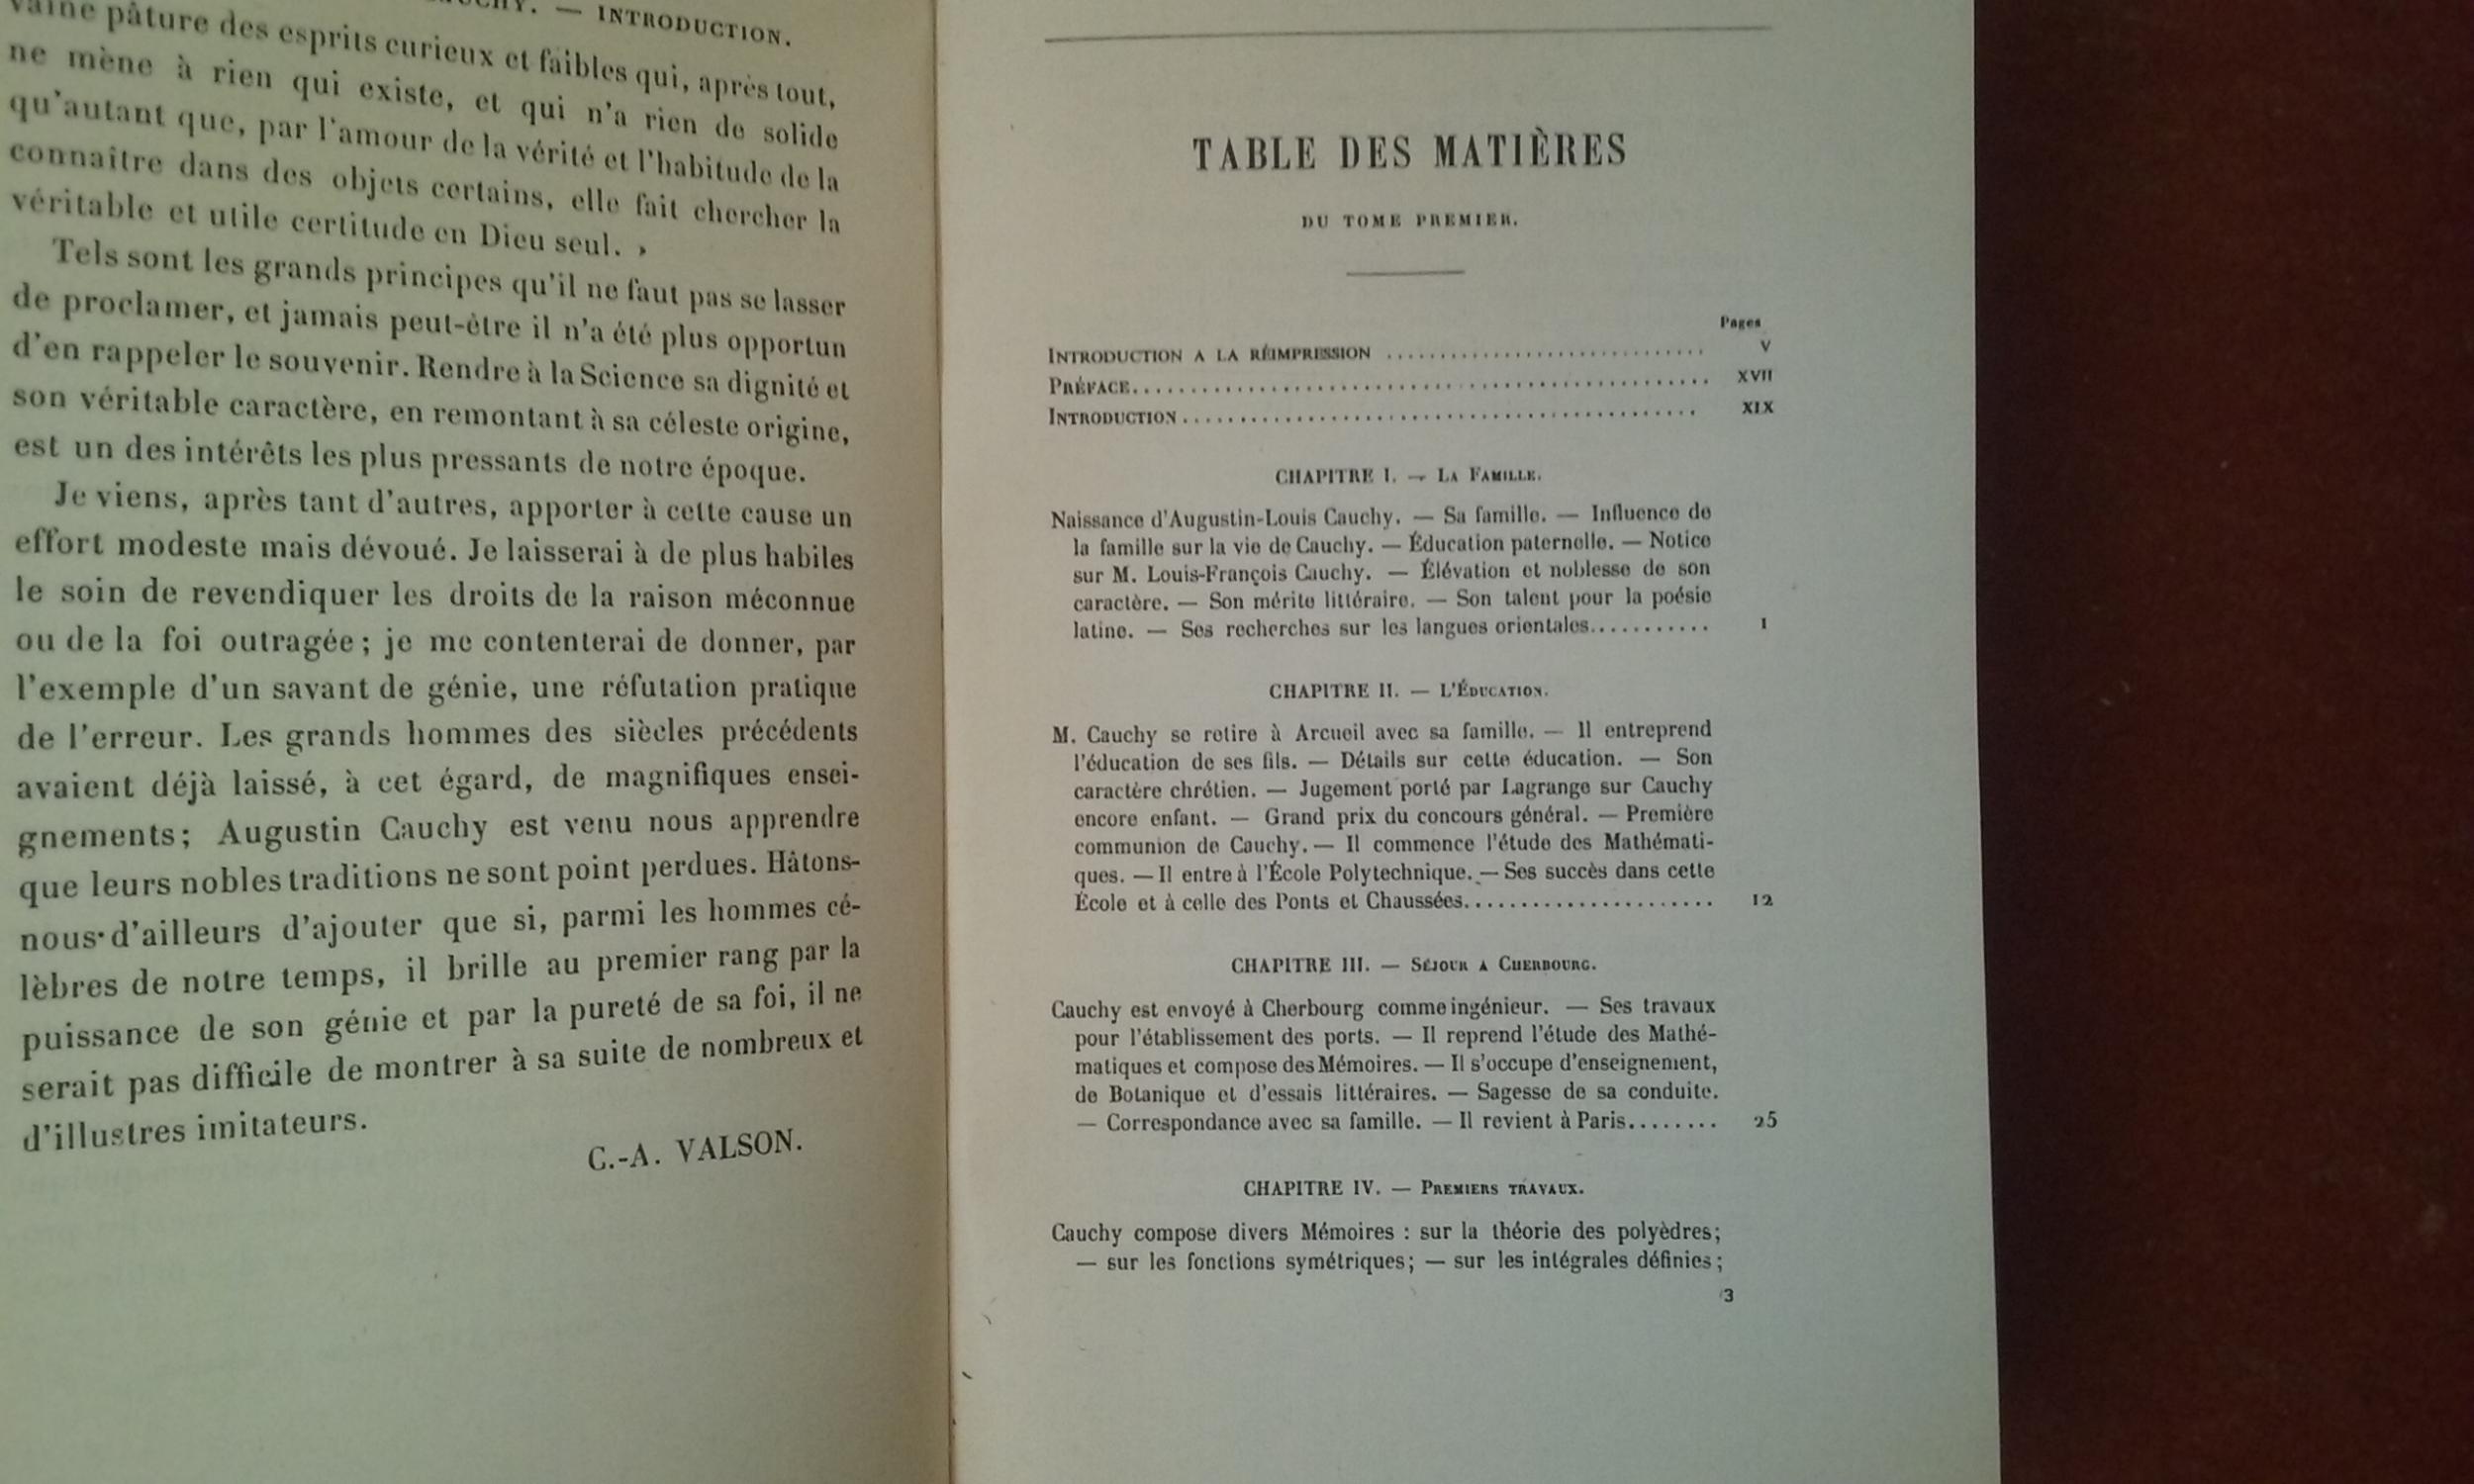 — INTRODUCTION.
vaine pâture des esprits curieux et faibles qui, après tout,
ne mène à rien qui existe, et qui n'a rien de solide
qu'autant que, par l'amour de la vérité et l'habitude de la
connaître dans des objets certains, elle fait chercher la
véritable et utile certitude en Dieu seul. »
Tels sont les grands principes qu'il ne faut pas se lasser
de proclamer, et jamais peut-être il n'a été plus opportun
d'en rappeler le souvenir. Rendre à la Science sa dignité et
son véritable caractère, en remontant à sa céleste origine,
est un des intérêts les plus pressants de notre époque.
Je viens, après tant d'autres, apporter à cette cause un
effort modeste mais dévoué. Je laisserai à de plus habiles
le soin de revendiquer les droits de la raison méconnue
ou de la foi outragée; je me contenterai de donner, par
l'exemple d'un savant de génie, une réfutation pratique
de l'erreur. Les grands hommes des siècles précédents
avaient déjà laissé, à cet égard, de magnifiques ensei-
gnements; Augustin Cauchy est venu nous apprendre
que leurs nobles traditions ne sont point perdues. Hâtons-
nous d'ailleurs d'ajouter que si, parmi les hommes cé-
lèbres de notre temps, il brille au premier rang par la
puissance de son génie et par la pureté de sa foi, il ne
serait pas difficile de montrer à sa suite de nombreux et
d'illustres imitateurs.
C.-A. VALSON.
TABLE DES MATIÈRES
DU TOME PREMIER.
Pages
INTRODUCTION A LA RÉIMPRESSION .............................. V
PRÉFACE.................................................. XVII
INTRODUCTION............................................. XIX
CHAPITRE I. — LA FAMILLE.
Naissance d'Augustin-Louis Cauchy. — Sa famille. — Influence de
la famille sur la vie de Cauchy. — Éducation paternelle. — Notice
sur M. Louis-François Cauchy. — Élévation et noblesse de son
caractère. — Son mérite littéraire. — Son talent pour la poésie
latine. — Ses recherches sur les langues orientales........... 1
CHAPITRE II. — L'ÉDUCATION.
M. Cauchy se retire à Arcueil avec sa famille. — Il entreprend
l'éducation de ses fils. — Détails sur cette éducation. — Son
caractère chrétien. — Jugement porté par Lagrange sur Cauchy
encore enfant. — Grand prix du concours général. — Première
communion de Cauchy. — Il commence l'étude des Mathémati-
ques. — Il entre à l'École Polytechnique. — Ses succès dans cette
École et à celle des Ponts et Chaussées...................... 12
CHAPITRE III. — SÉJOUR A CHERBOURG.
Cauchy est envoyé à Cherbourg comme ingénieur. — Ses travaux
pour l'établissement des ports. — Il reprend l'étude des Mathé-
matiques et compose des Mémoires. — Il s'occupe d'enseignement,
de Botanique et d'essais littéraires. — Sagesse de sa conduite.
— Correspondance avec sa famille. — Il revient à Paris........ 25
CHAPITRE IV. — PREMIERS TRAVAUX.
Cauchy compose divers Mémoires : sur la théorie des polyèdres;
— sur les fonctions symétriques; — sur les intégrales définies;
3